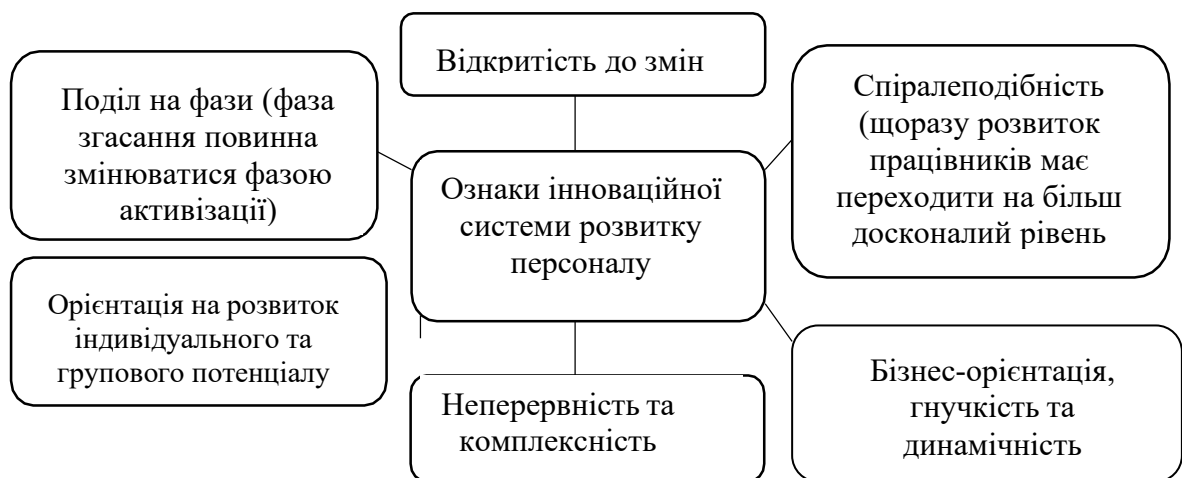 Відкритість до змін
Поділ на фази (фаза
згасання повинна
змінюватися фазою
активізації)
Спіралеподібність
(щоразу розвиток
працівників має
переходити на більш
досконалий рівень
Ознаки інноваційної
системи розвитку
персоналу
Орієнтація на розвиток
індивідуального та
групового потенціалу
Неперервність та
комплексність
Бізнес-орієнтація,
гнучкість та
динамічність